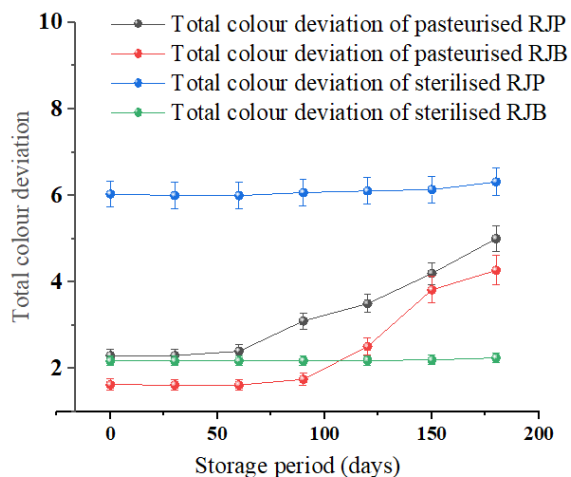 10
Total colour deviation of pasteurised RJP
Total colour deviation of pasteurised RJB
Total colour deviation of sterilised RJP
Total colour deviation of sterilised RJB
8
6
4
2
Total colour deviation
0
50
100
150
200
Storage period (days)